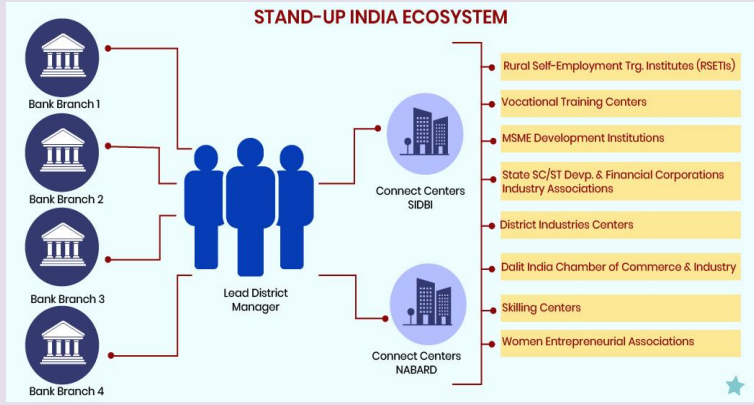 STAND-UP INDIA ECOSYSTEM
Bank Branch 1
Bank Branch 2
Bank Branch 3
Bank Branch 4
Lead District
Manager
Connect Centers
SIDBI
Connect Centers
NABARD
Rural Self-Employment Trg. Institutes (RSETIs)
Vocational Training Centers
MSME Development Institutions
State SC/ST Devp. & Financial Corporations
Industry Associations
District Industries Centers
Dalit India Chamber of Commerce & Industry
Skilling Centers
Women Entrepreneurial Associations